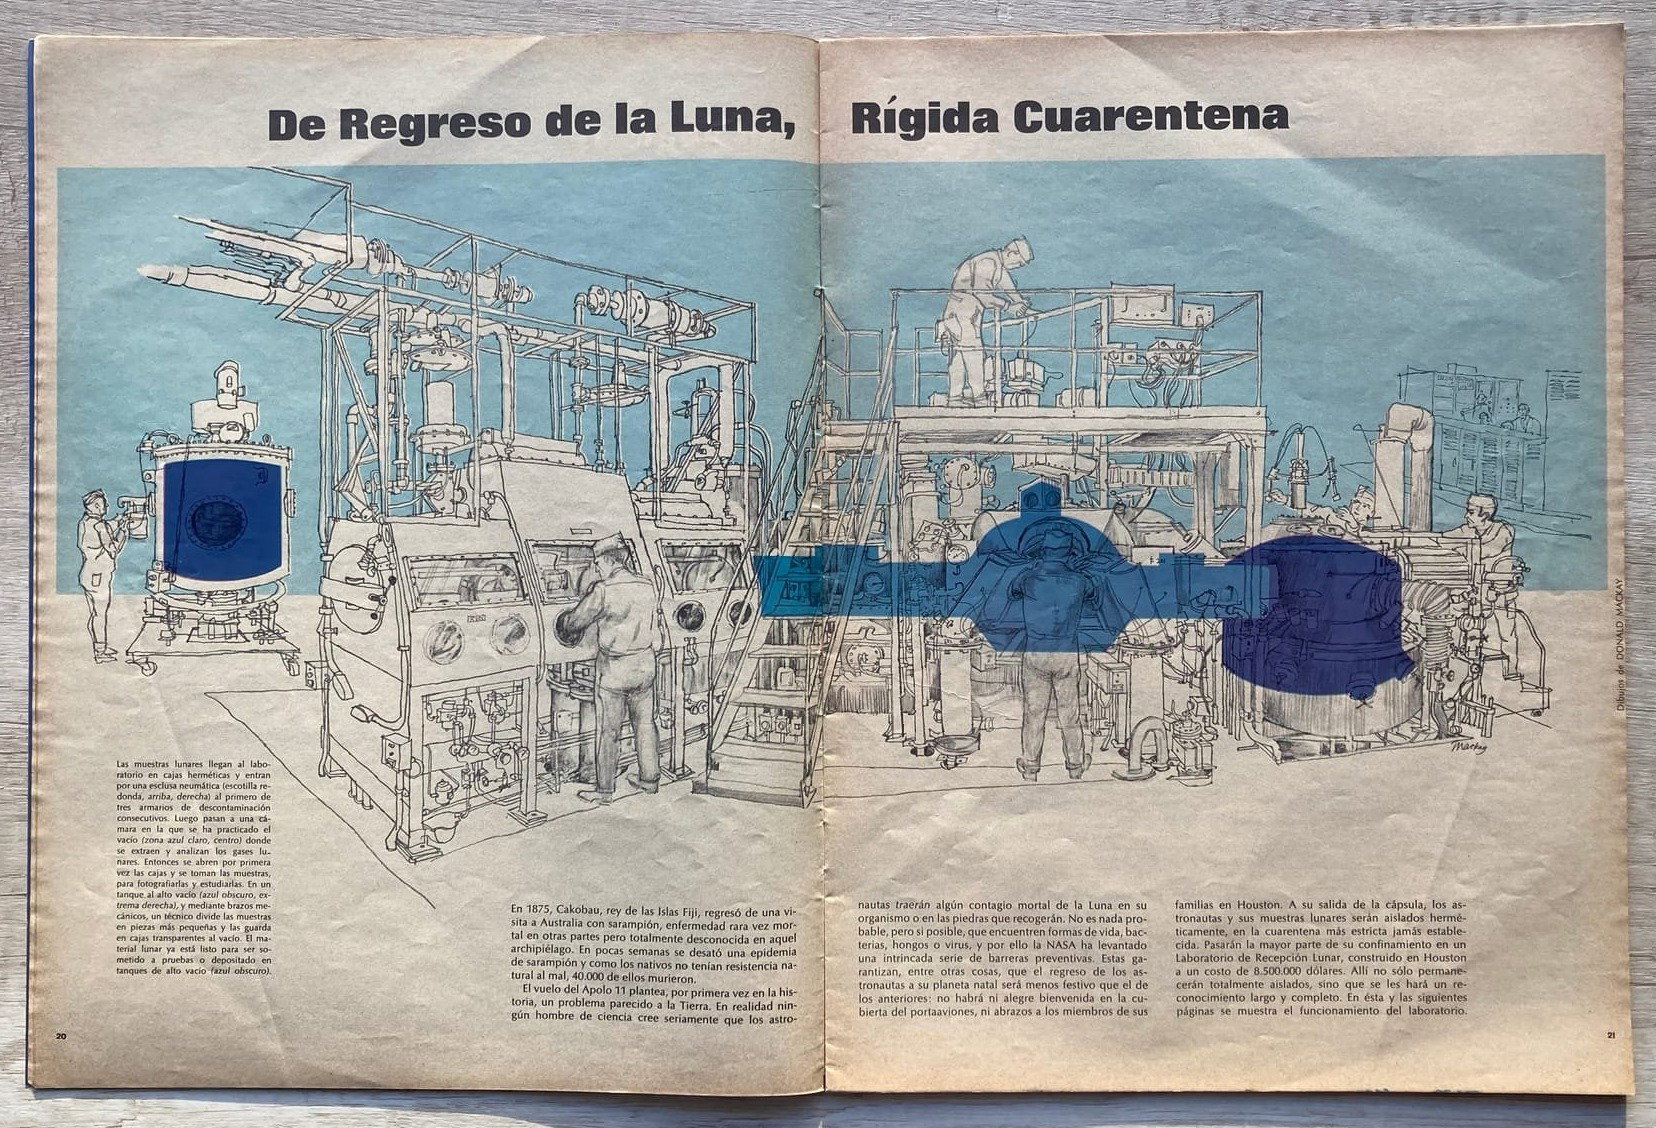 De Regreso de la Luna, Rígida Cuarentena
Las muestras lunares llegan al labo-
ratorio en cajas herméticas y entran
por una esclusa neumática (escotilla re-
donda, arriba, derecha) al primero de
tres armarios de descontaminación
consecutivos. Luego pasan a una cá-
mara en la que se ha practicado el
vacío (zona azul claro, centro) donde
se extraen y analizan los gases lu-
nares. Entonces se abren por primera
vez las cajas y se toman las muestras,
para fotografiarlas y estudiarlas. En un
tanque al alto vacío (azul obscuro, ex-
trema derecha), y mediante brazos me-
cánicos, un técnico divide las muestras
en piezas más pequeñas y las guarda
en cajas transparentes al vacío. El ma-
terial lunar ya está listo para ser so-
metido a pruebas o depositado en
tanques de alto vacío (azul obscuro).
En 1875, Cakobau, rey de las Islas Fiji, regresó de una vi-
sita a Australia con sarampión, enfermedad rara vez mor-
tal en otras partes pero totalmente desconocida en aquel
archipiélago. En pocas semanas se desató una epidemia
de sarampión y como los nativos no tenían resistencia na-
tural al mal, 40.000 de ellos murieron.
El vuelo del Apolo 11 plantea, por primera vez en la his-
toria, un problema parecido a la Tierra. En realidad nin-
gún hombre de ciencia cree seriamente que los astro-
nautas traerán algún contagio mortal de la Luna en su
organismo o en las piedras que recogerán. No es nada pro-
bable, pero sí posible, que encuentren formas de vida, bac-
terias, hongos o virus, y por ello la NASA ha levantado
una intrincada serie de barreras preventivas. Estas ga-
rantizan, entre otras cosas, que el regreso de los as-
tronautas a su planeta natal será menos festivo que el de
los anteriores: no habrá ni alegre bienvenida en la cu-
bierta del portaaviones, ni abrazos a los miembros de sus
familias en Houston. A su salida de la cápsula, los as-
tronautas y sus muestras lunares serán aislados hermé-
ticamente, en la cuarentena más estricta jamás estable-
cida. Pasarán la mayor parte de su confinamiento en un
Laboratorio de Recepción Lunar, construido en Houston
a un costo de 8.500.000 dólares. Allí no sólo permane-
cerán totalmente aislados, sino que se les hará un re-
conocimiento largo y completo. En ésta y las siguientes
páginas se muestra el funcionamiento del laboratorio.
Dibujos de DONALD MACKAY
Mackay
20
21